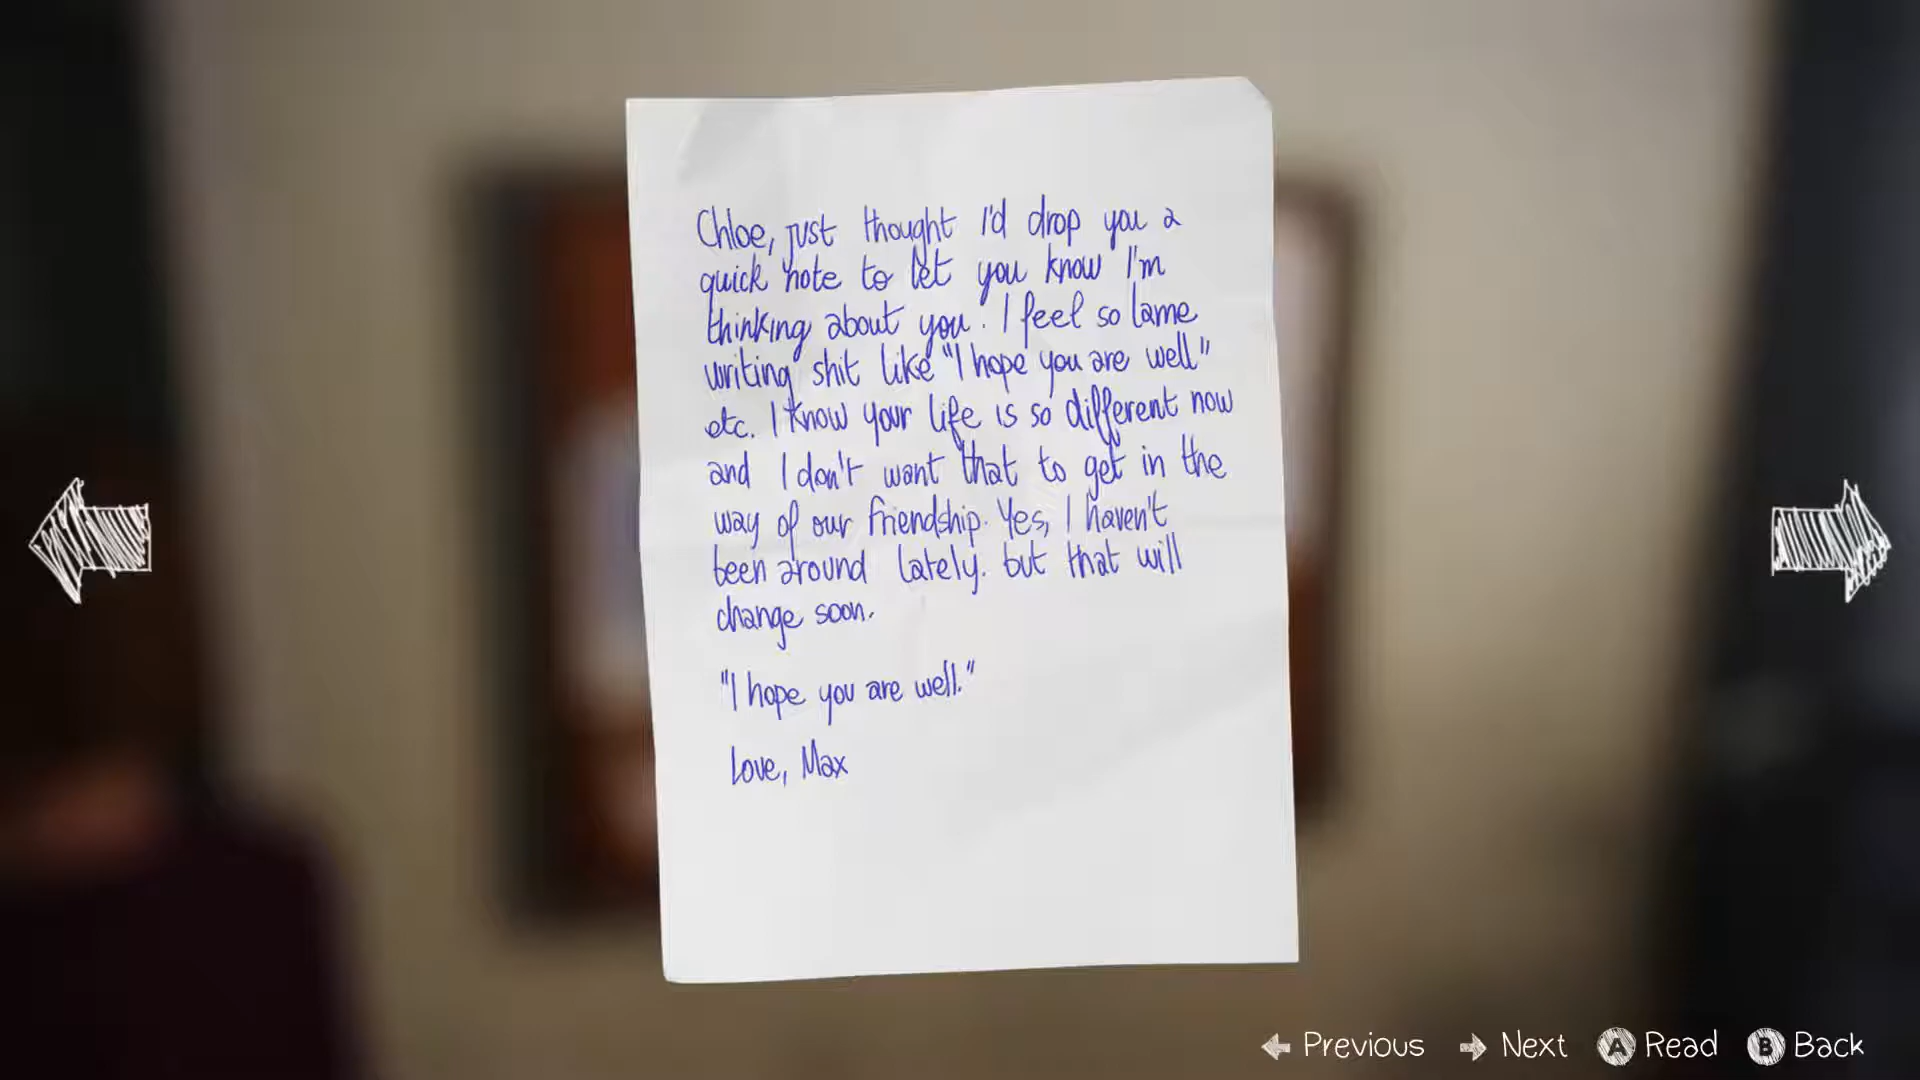 Chloe, just thought I'd drop you a
quick note to let you know I'm
thinking about you. I feel so lame
writing shit like "I hope you are well"
etc. I know your life is so different now
and I don't want that to get in the
way of our friendship. Yes, I haven't
been around lately. but that will
change soon.
"I hope you are well."
Love, Max
Previous Next A Read B Back